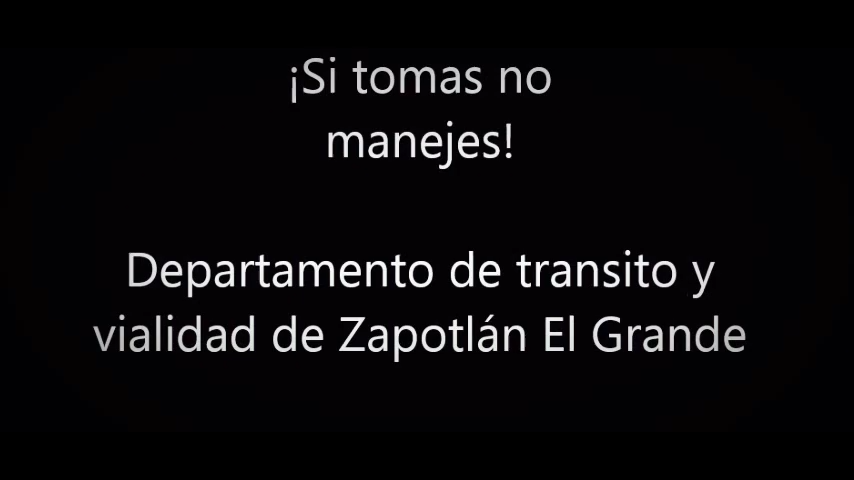 ¡Si tomas no
manejes!
Departamento de transito y
vialidad de Zapotlán El Grande